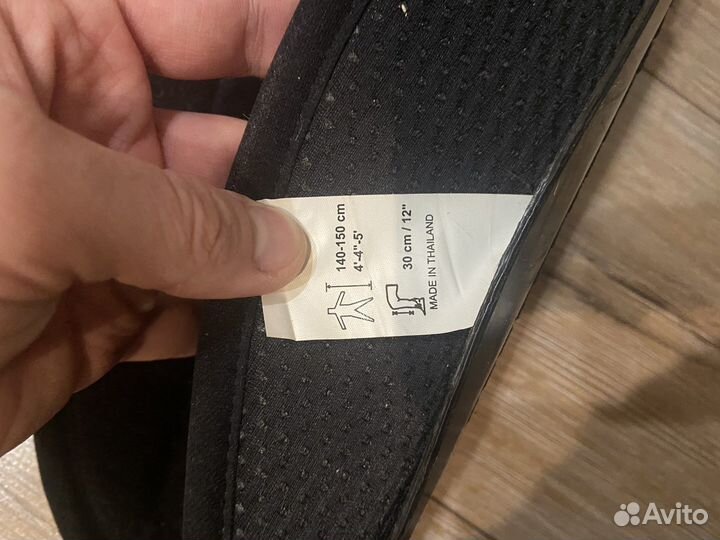 140-150 cm
4'-4"-5'
30 cm / 12"
MADE IN THAILAND
Avito